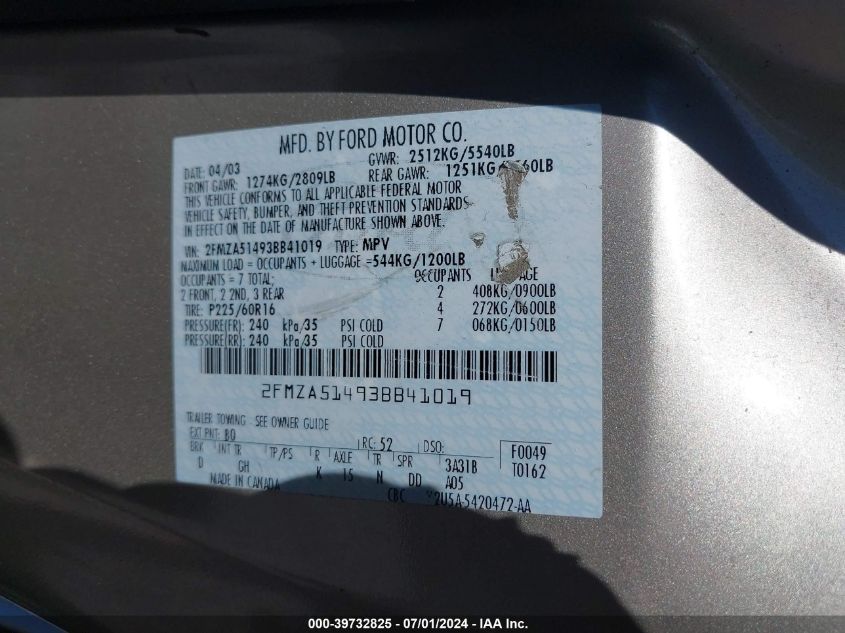 MFD. BY FORD MOTOR CO.
DATE: 04/03 GVWR: 2512KG/5540LB
FRONT GAWR: 1274KG/2809LB REAR GAWR: 1251KG
THIS VEHICLE CONFORMS TO ALL APPLICABLE FEDERAL MOTOR
VEHICLE SAFETY, BUMPER, AND THEFT PREVENTION STANDARDS
IN EFFECT ON THE DATE OF MANUFACTURE SHOWN ABOVE.
VIN: 2FMZA51493BB41019 TYPE: MPV
MAXIMUM LOAD = OCCUPANTS + LUGGAGE =544KG/1200LB
OCCUPANTS = 7 TOTAL; OCCUPANTS
2 FRONT, 2 2ND, 3 REAR 2 408KG/0900LB
TIRE: P225/60R16 4 272KG/0600LB
PRESSURE(FR): 240 kPa/35 PSI COLD 7 068KG/0150LB
PRESSURE(RR): 240 kPa/35 PSI COLD
2FMZA51493BB41019
TRAILER TOWING - SEE OWNER GUIDE
EXT PNT: BO RC: 52 DSO: F0049
BRK INT TR TP/PS R AXLE TR SPR 3A31B T0162
D GH K 15 N DD A05
MADE IN CANADA CBC 2U5A-5420472-AA
000-39732825 - 07/01/2024 - IAA Inc.